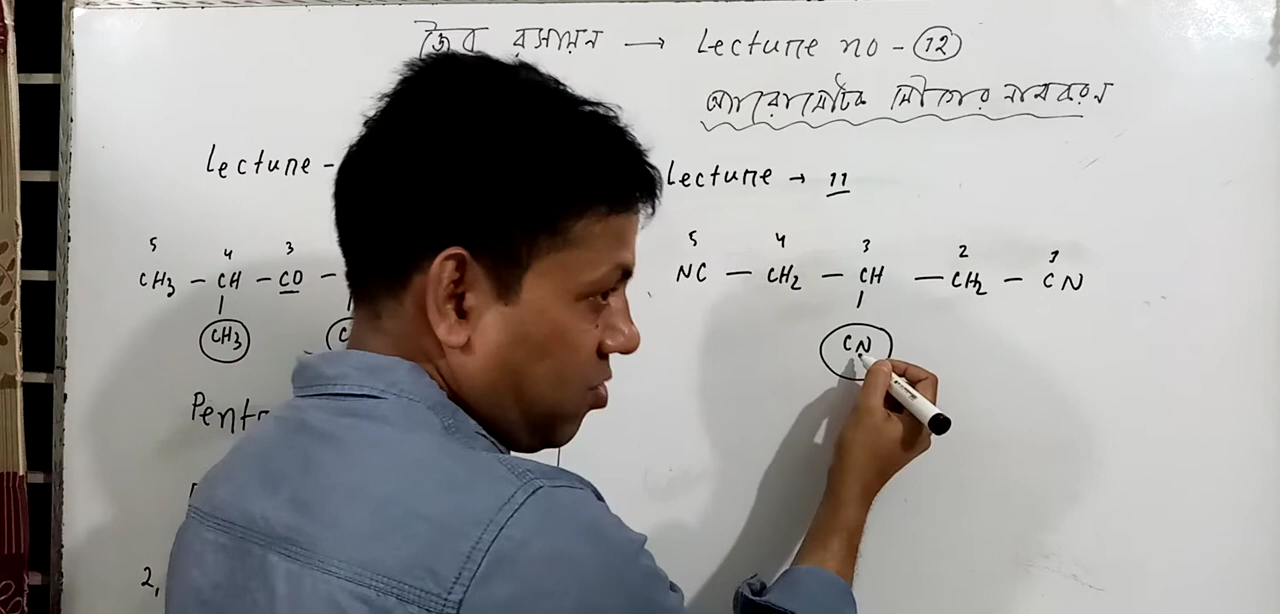 জৈব রসায়ন → Lecture no - 12
অ্যারোমেটিক যৌগের নামকরন
Lecture -
Lecture → 11
5 4 3
CH3 - CH - CO -
CH3
5 4 3 2 1
NC - CH2 - CH - CH2 - CN
CN
2,